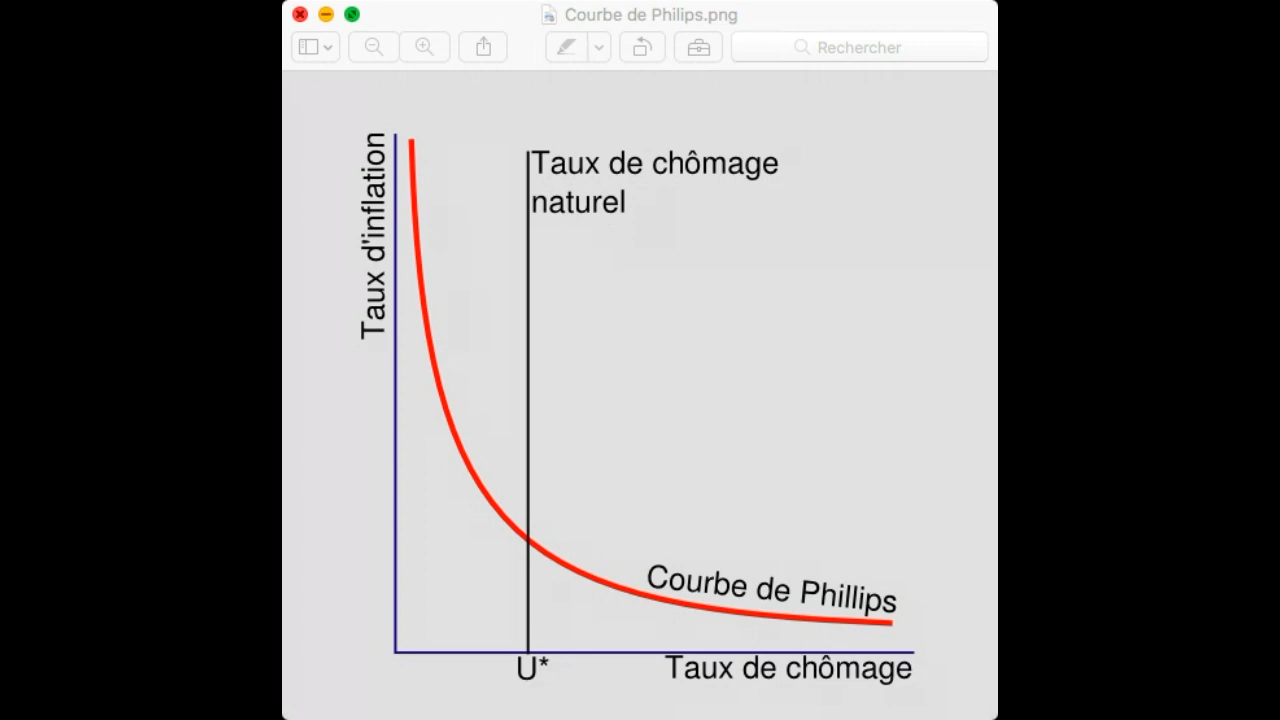 Courbe de Philips.png
Rechercher
Taux d'inflation
Taux de chômage
naturel
Courbe de Phillips
U*
Taux de chômage